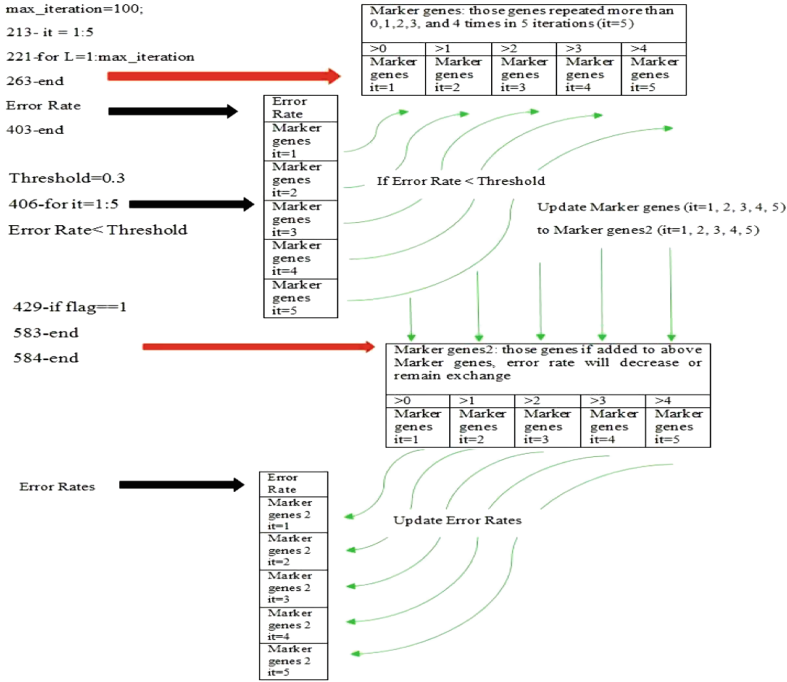 max_iteration=100;
213- it = 1:5
221-for L=1:max_iteration
263-end
Error Rate
403-end
Marker genes: those genes repeated more than
0,1,2,3, and 4 times in 5 iterations (it=5)
>0 >1 >2 >3 >4
Marker Marker Marker Marker Marker
genes genes genes genes genes
it=1 it=2 it=3 it=4 it=5
Error
Rate
Marker
genes
it=1
Marker
genes
it=2
Marker
genes
it=3
Marker
genes
it=4
Marker
genes
it=5
Threshold=0.3
406-for it=1:5
Error Rate< Threshold
If Error Rate < Threshold
Update Marker genes (it=1, 2, 3, 4, 5)
to Marker genes2 (it=1, 2, 3, 4, 5)
429-if flag==1
583-end
584-end
Marker genes2: those genes if added to above
Marker genes, error rate will decrease or
remain exchange
>0 >1 >2 >3 >4
Marker Marker Marker Marker Marker
genes genes genes genes genes
it=1 it=2 it=3 it=4 it=5
Error Rates
Error
Rate
Marker
genes 2
it=1
Marker
genes 2
it=2
Marker
genes 2
it=3
Marker
genes 2
it=4
Marker
genes 2
it=5
Update Error Rates